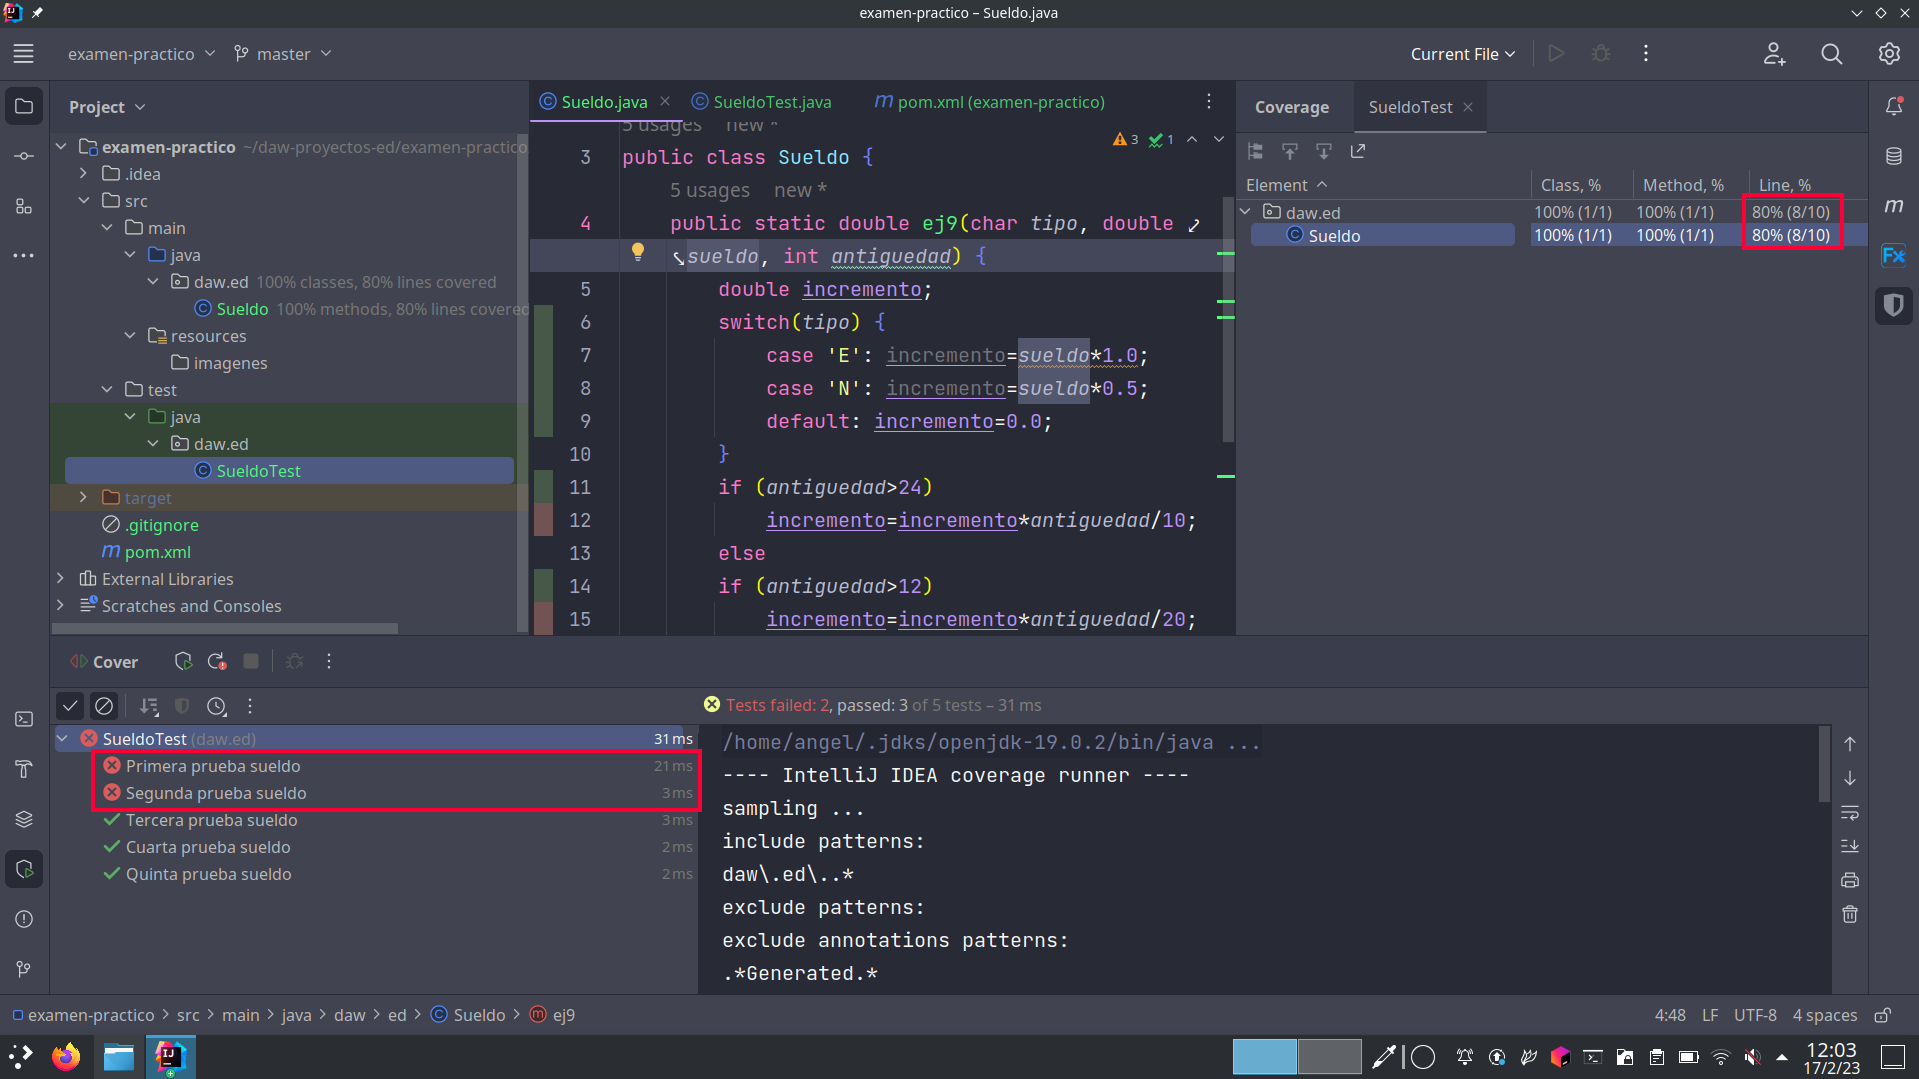 examen-practico – Sueldo.java
examen-practico
master
Current File
Project
examen-practico ~/daw-proyectos-ed/examen-practico
.idea
src
main
java
daw.ed 100% classes, 80% lines covered
Sueldo 100% methods, 80% lines covered
resources
imagenes
test
java
daw.ed
SueldoTest
target
.gitignore
pom.xml
External Libraries
Scratches and Consoles
Sueldo.java
SueldoTest.java
pom.xml (examen-practico)
5 usages new *
3 1
3 public class Sueldo {
5 usages new *
4 public static double ej9(char tipo, double
sueldo, int antiguedad) {
5 double incremento;
6 switch(tipo) {
7 case 'E': incremento=sueldo*1.0;
8 case 'N': incremento=sueldo*0.5;
9 default: incremento=0.0;
10 }
11 if (antiguedad>24)
12 incremento=incremento*antiguedad/10;
13 else
14 if (antiguedad>12)
15 incremento=incremento*antiguedad/20;
Coverage
SueldoTest
Element Class, % Method, % Line, %
daw.ed 100% (1/1) 100% (1/1) 80% (8/10)
Sueldo 100% (1/1) 100% (1/1) 80% (8/10)
Cover
Tests failed: 2, passed: 3 of 5 tests – 31 ms
SueldoTest (daw.ed) 31 ms
Primera prueba sueldo 21 ms
Segunda prueba sueldo 3 ms
Tercera prueba sueldo 3 ms
Cuarta prueba sueldo 2 ms
Quinta prueba sueldo 2 ms
/home/angel/.jdks/openjdk-19.0.2/bin/java ...
---- IntelliJ IDEA coverage runner ----
sampling ...
include patterns:
daw\.ed\..*
exclude patterns:
exclude annotations patterns:
.*Generated.*
examen-practico > src > main > java > daw > ed > Sueldo > ej9
4:48 LF UTF-8 4 spaces
12:03
17/2/23